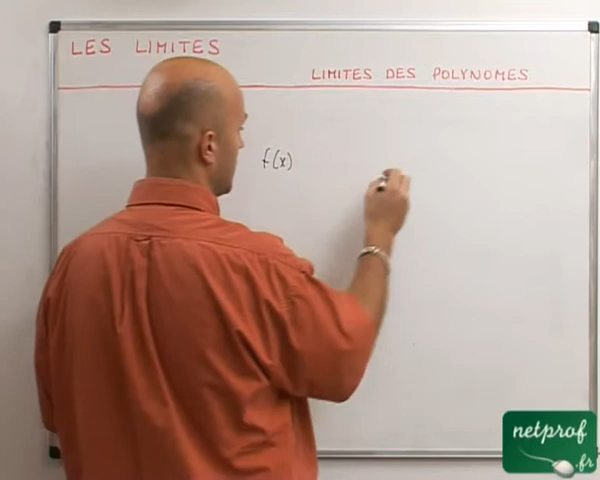 LES LIMITES
LIMITES DES POLYNOMES
f(x)
netprof
.fr